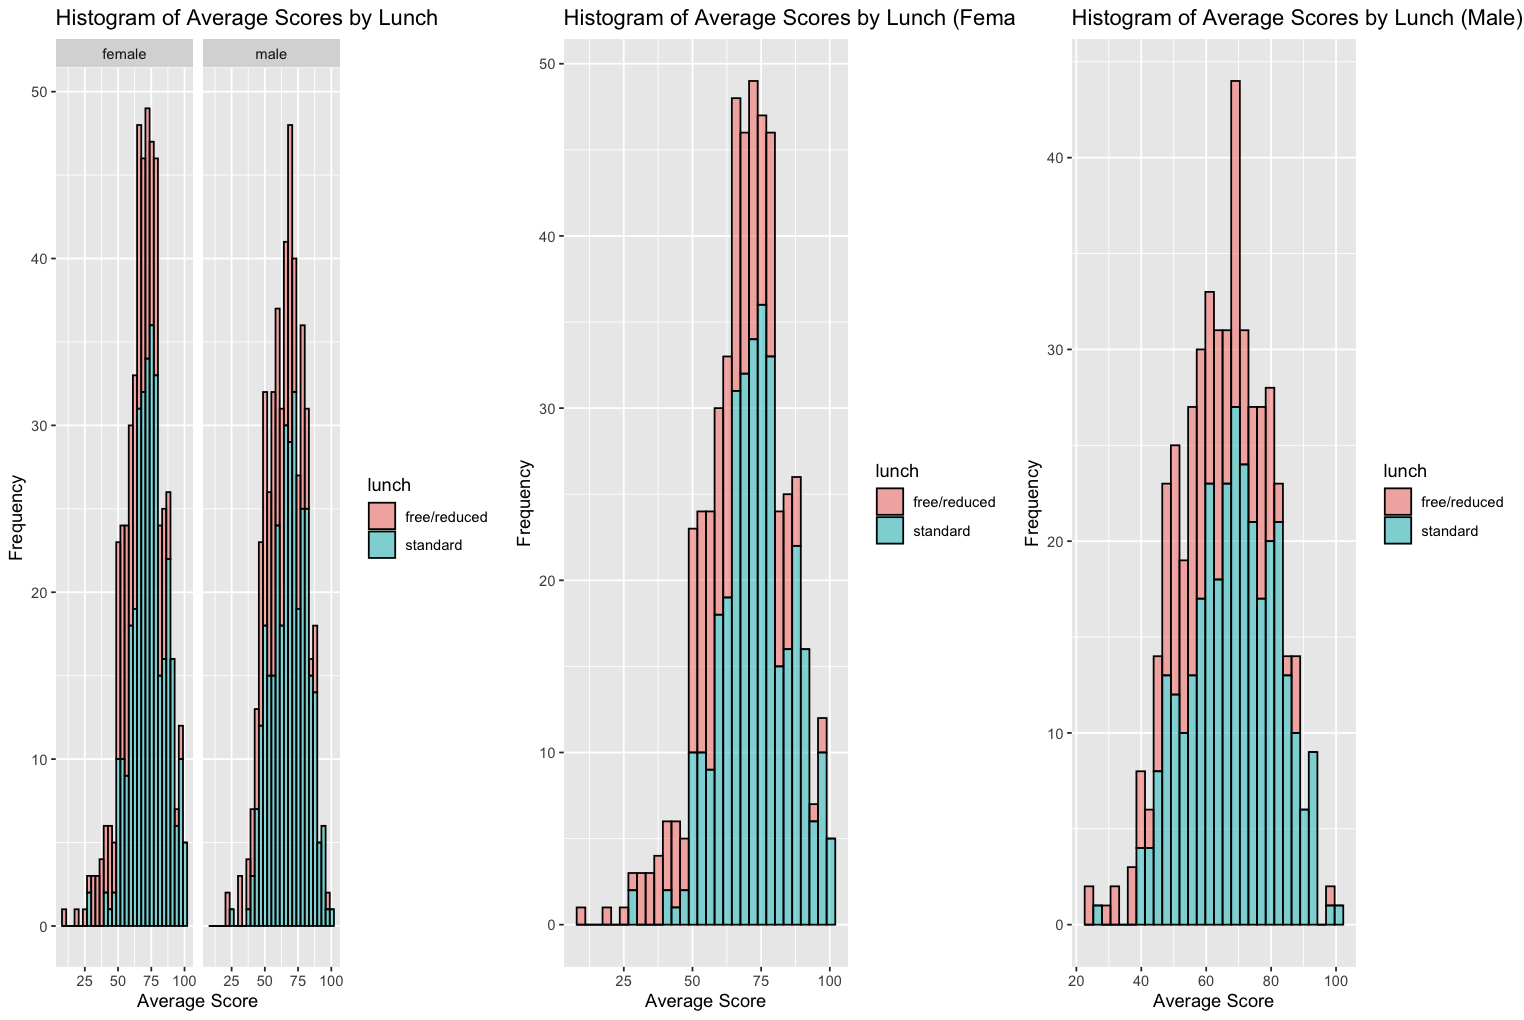 Histogram of Average Scores by Lunch
female
male
50
40
30
20
10
0
Frequency
25
50
75
100
25
50
75
100
Average Score
lunch
free/reduced
standard
Histogram of Average Scores by Lunch (Fema
50
40
30
20
10
0
Frequency
25
50
75
100
Average Score
lunch
free/reduced
standard
Histogram of Average Scores by Lunch (Male)
40
30
20
10
0
Frequency
20
40
60
80
100
Average Score
lunch
free/reduced
standard